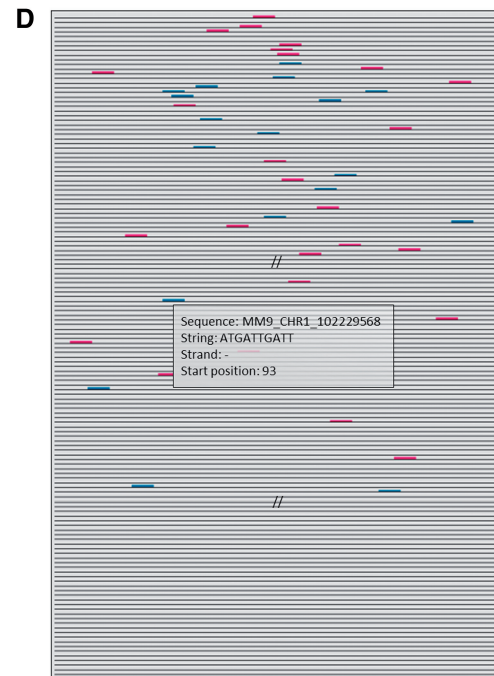 D
//
Sequence: MM9_CHR1_102229568
String: ATGATTGATT
Strand: -
Start position: 93
//